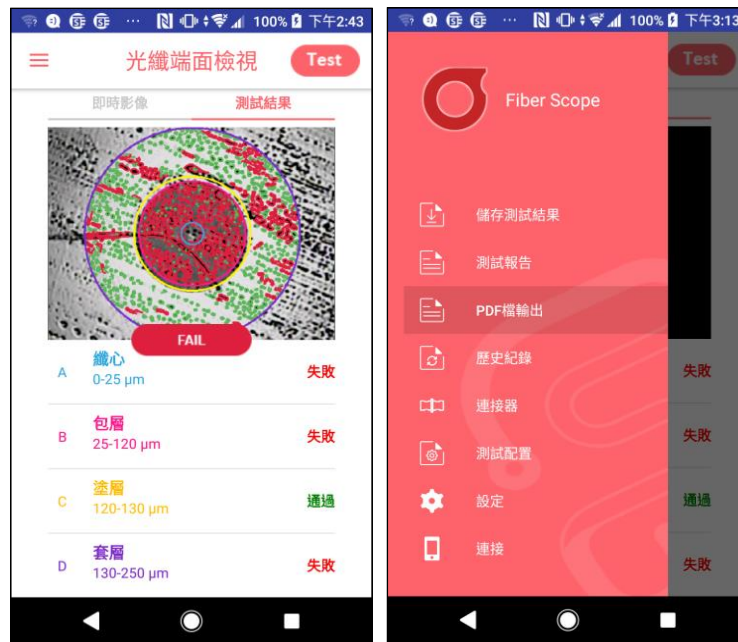 100% 下午2:43
光纖端面檢視
Test
即時影像
測試結果
FAIL
A
纖心
0-25 µm
失敗
B
包層
25-120 µm
失敗
C
塗層
120-130 µm
通過
D
套層
130-250 µm
失敗
100% 下午3:13
Test
Fiber Scope
儲存測試結果
測試報告
PDF檔輸出
歷史紀錄
失敗
連接器
測試配置
失敗
設定
通過
連接
失敗